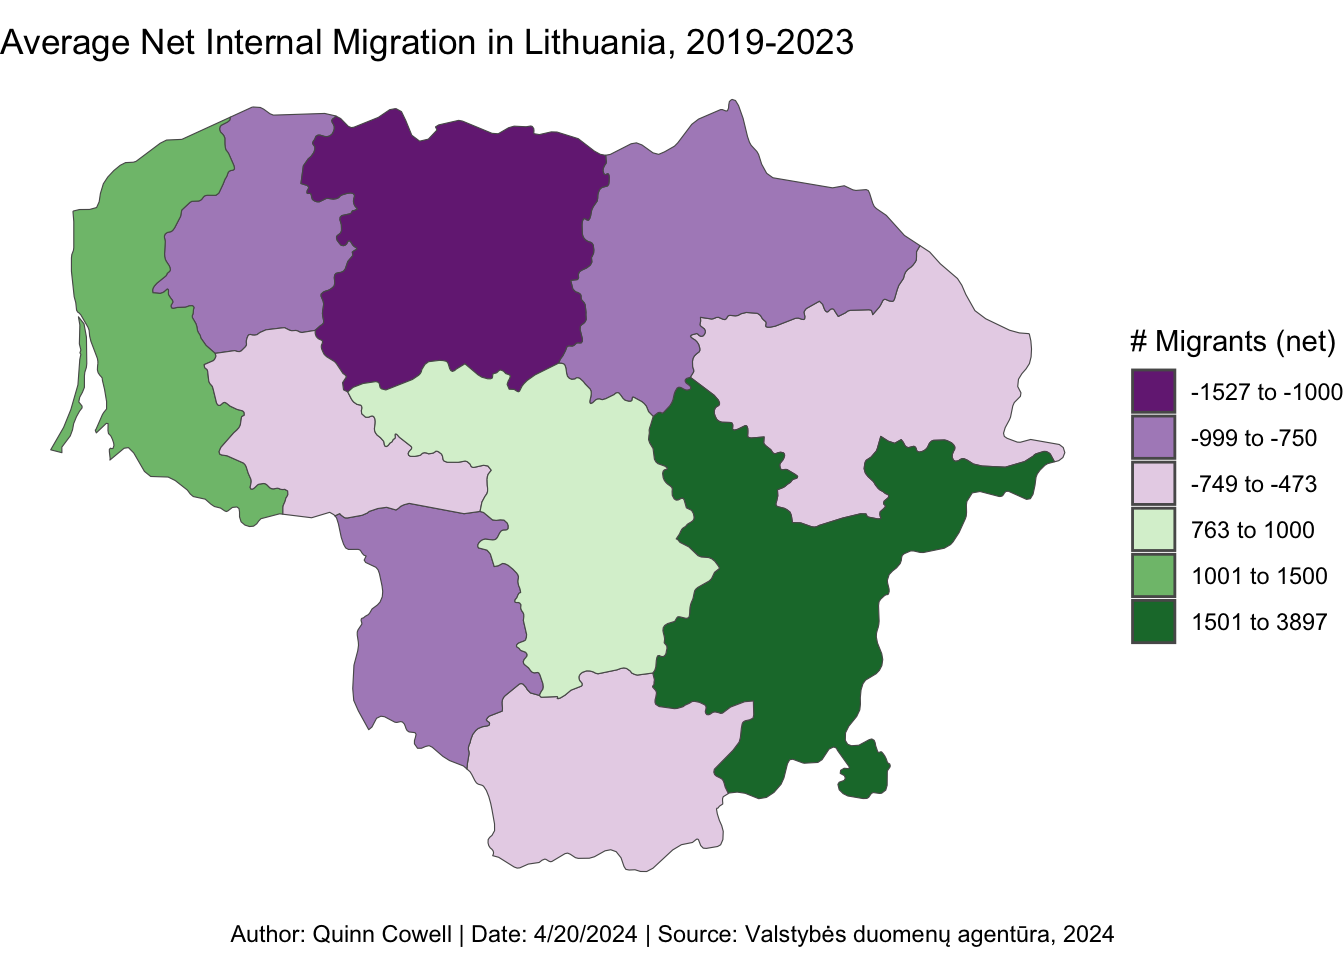 Average Net Internal Migration in Lithuania, 2019-2023
# Migrants (net)
-1527 to -1000
-999 to -750
-749 to -473
763 to 1000
1001 to 1500
1501 to 3897
Author: Quinn Cowell | Date: 4/20/2024 | Source: Valstybės duomenų agentūra, 2024